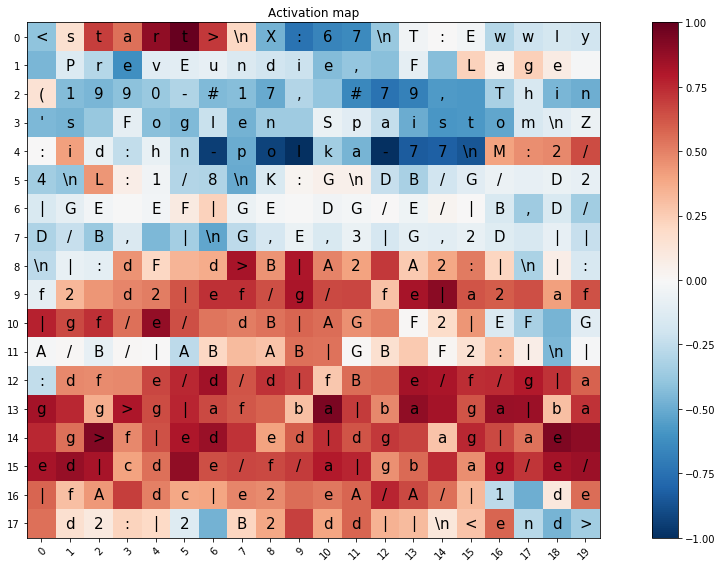 Activation map
0 < s t a r t > \n X : 6 7 \n T : E w w l y
1 P r e v E u n d i e , F L a g e
2 ( 1 9 9 0 - # 1 7 , # 7 9 , T h i n
3 ' s F o g l e n S p a i s t o m \n Z
4 : i d : h n - p o l k a - 7 7 \n M : 2 /
5 4 \n L : 1 / 8 \n K : G \n D B / G / D 2
6 | G E E F | G E D G / E / | B , D /
7 D / B , | \n G , E , 3 | G , 2 D | |
8 \n | : d F d > B | A 2 A 2 : | \n | :
9 f 2 d 2 | e f / g / f e | a 2 a f
10 | g f / e / d B | A G F 2 | E F G
11 A / B / | A B A B | G B F 2 : | \n |
12 : d f e / d / d | f B e / f / g | a
13 g g > g | a f b a | b a g a | b a
14 g > f | e d e d | d g a g | a e
15 e d | c d e / f / a | g b a g / e /
16 | f A d c | e 2 e A / A / | 1 d e
17 d 2 : | 2 B 2 d d | | \n < e n d >
0 1 2 3 4 5 6 7 8 9 10 11 12 13 14 15 16 17 18 19
1.00
0.75
0.50
0.25
0.00
−0.25
−0.50
−0.75
−1.00